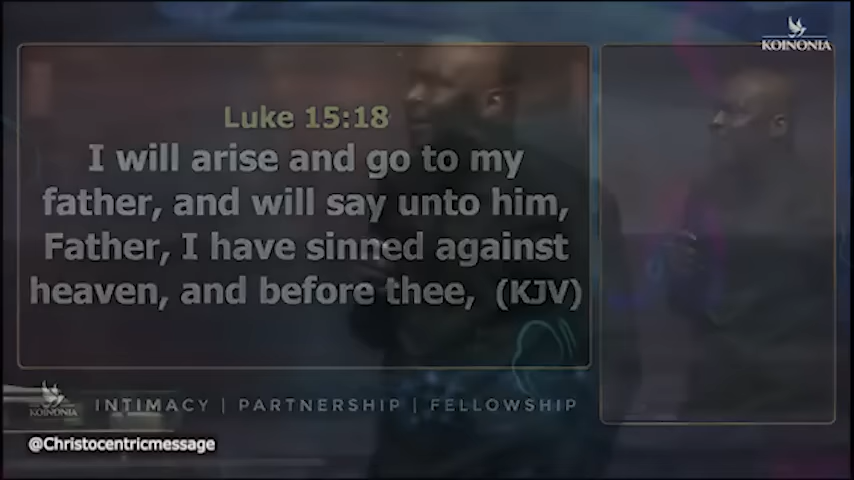 KOINONIA
Luke 15:18
I will arise and go to my
father, and will say unto him,
Father, I have sinned against
heaven, and before thee, (KJV)
KOINONIA
INTIMACY | PARTNERSHIP | FELLOWSHIP
@Christocentricmessage